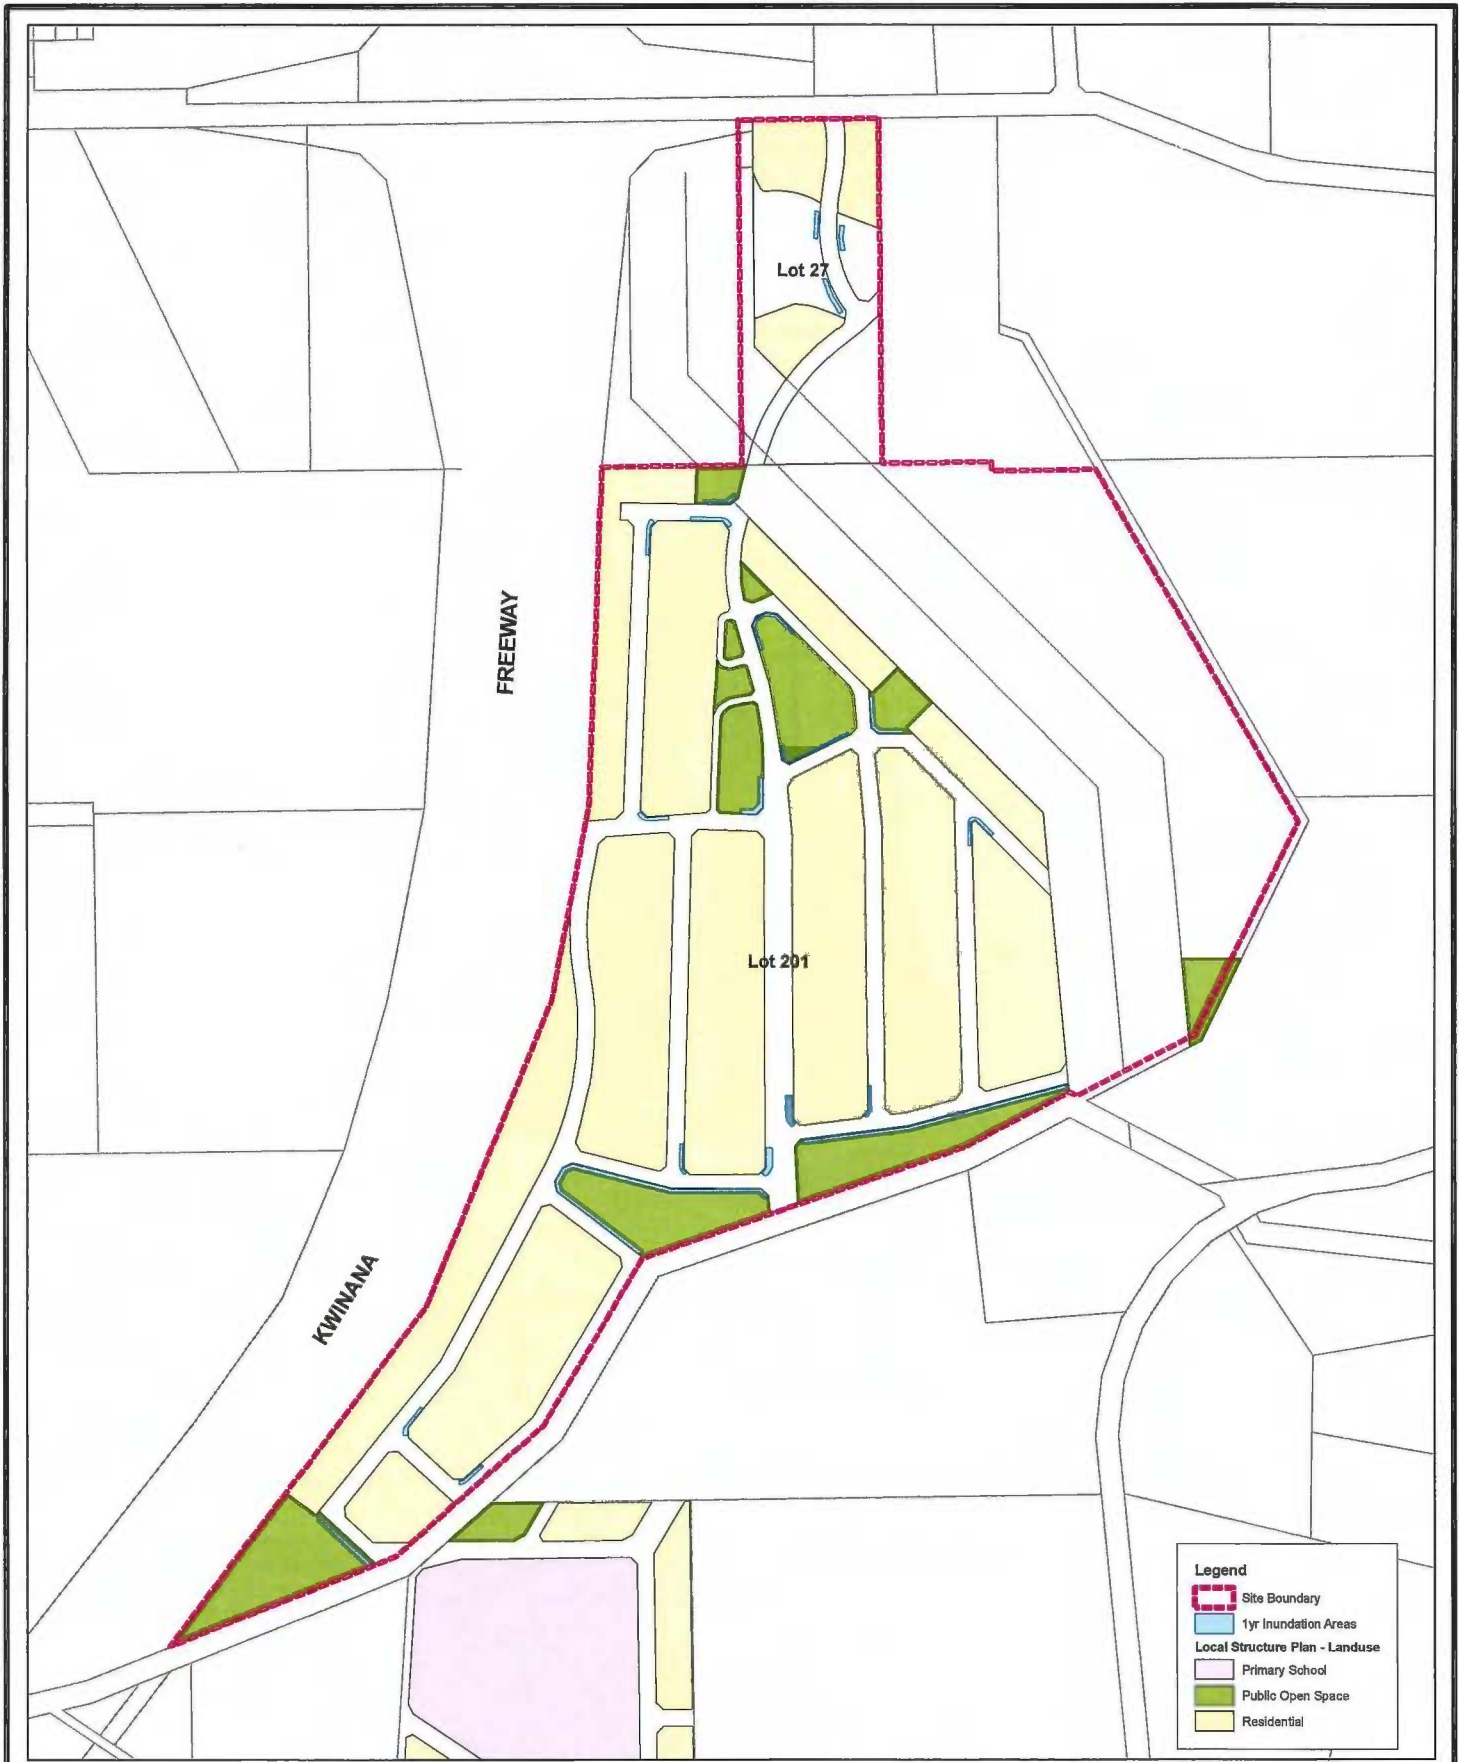 Lot 27
FREEWAY
Lot 201
KWINANA
Legend
Site Boundary
1yr Inundation Areas
Local Structure Plan - Landuse
Primary School
Public Open Space
Residential